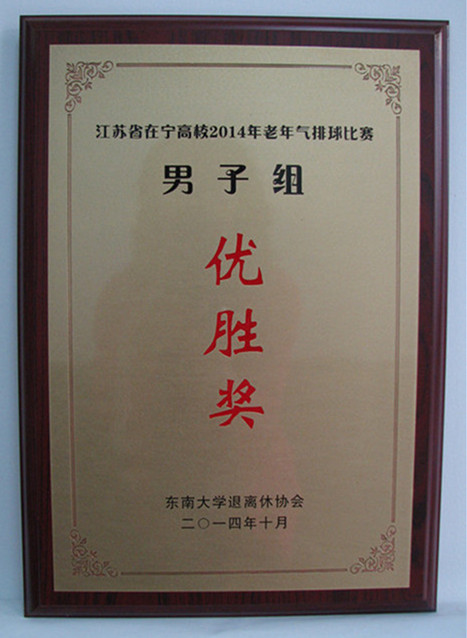 江苏省在宁高校2014年老年气排球比赛
男子组
优
胜
奖
东南大学退离休协会
二〇一四年十月